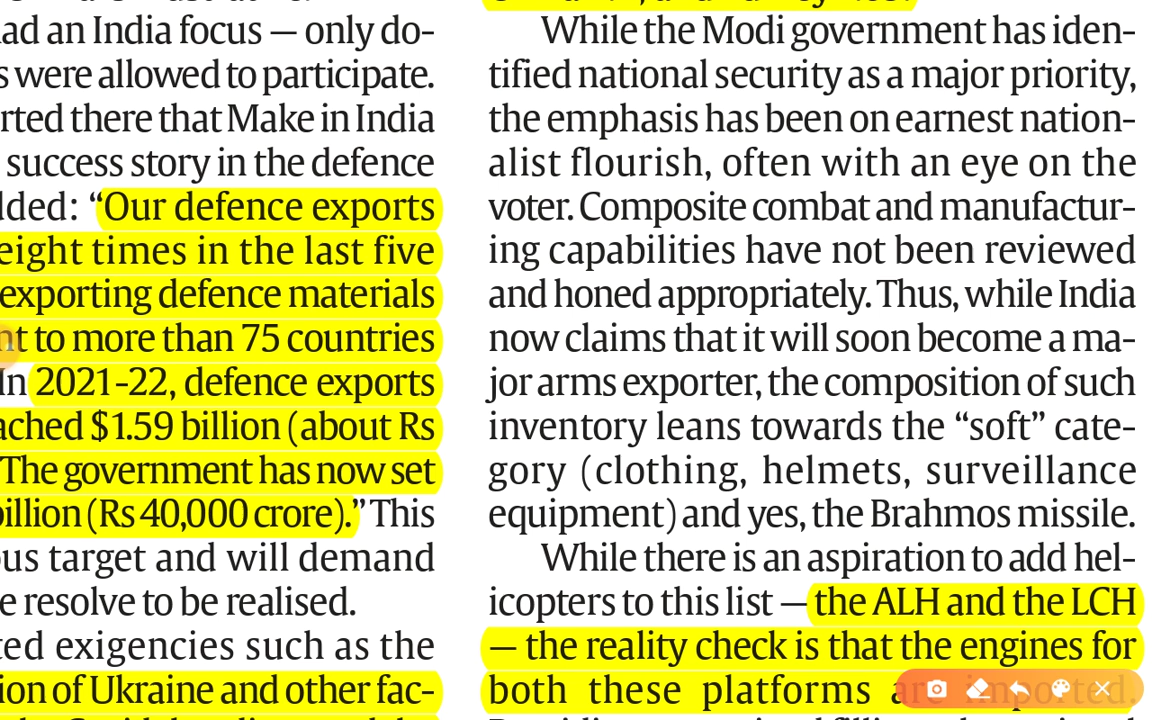 ad an India focus — only do-
s were allowed to participate.
rted there that Make in India
success story in the defence
dded: “Our defence exports
eight times in the last five
exporting defence materials
nt to more than 75 countries
In 2021-22, defence exports
ached $1.59 billion (about Rs
The government has now set
billion (Rs 40,000 crore).” This
ous target and will demand
e resolve to be realised.
ted exigencies such as the
ion of Ukraine and other fac-
While the Modi government has iden-
tified national security as a major priority,
the emphasis has been on earnest nation-
alist flourish, often with an eye on the
voter. Composite combat and manufactur-
ing capabilities have not been reviewed
and honed appropriately. Thus, while India
now claims that it will soon become a ma-
jor arms exporter, the composition of such
inventory leans towards the “soft” cate-
gory (clothing, helmets, surveillance
equipment) and yes, the Brahmos missile.
While there is an aspiration to add hel-
icopters to this list — the ALH and the LCH
— the reality check is that the engines for
both these platforms are imported.